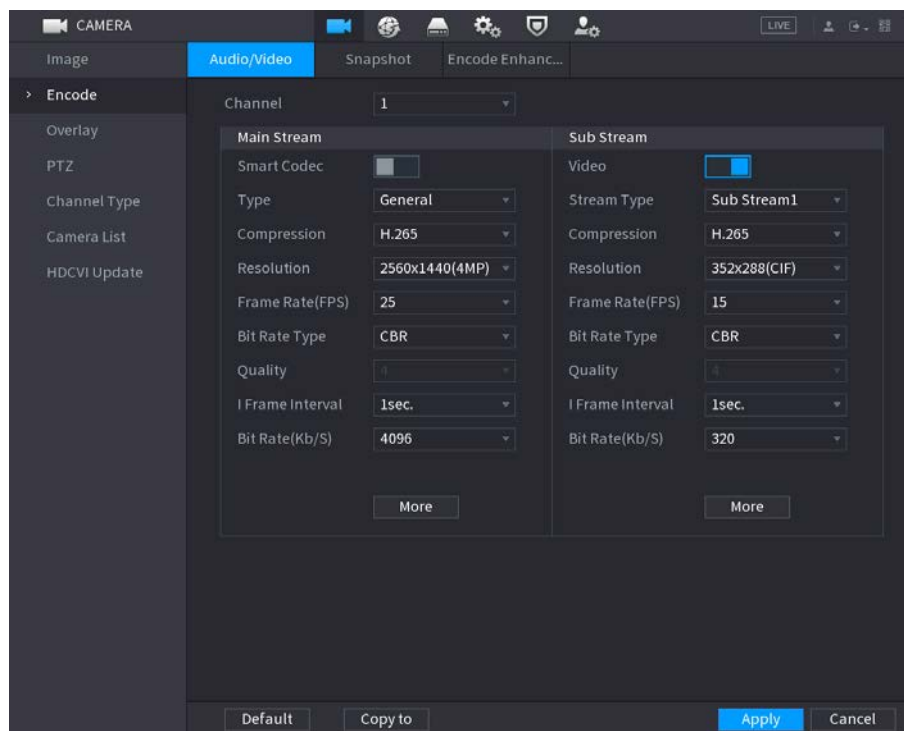 CAMERA
LIVE
Image
Encode
Overlay
PTZ
Channel Type
Camera List
HDCVI Update
Audio/Video Snapshot Encode Enhanc...
Channel 1
Main Stream
Smart Codec
Type General
Compression H.265
Resolution 2560x1440(4MP)
Frame Rate(FPS) 25
Bit Rate Type CBR
Quality 4
I Frame Interval 1sec.
Bit Rate(Kb/S) 4096
More
Sub Stream
Video
Stream Type Sub Stream1
Compression H.265
Resolution 352x288(CIF)
Frame Rate(FPS) 15
Bit Rate Type CBR
Quality 4
I Frame Interval 1sec.
Bit Rate(Kb/S) 320
More
Default Copy to Apply Cancel